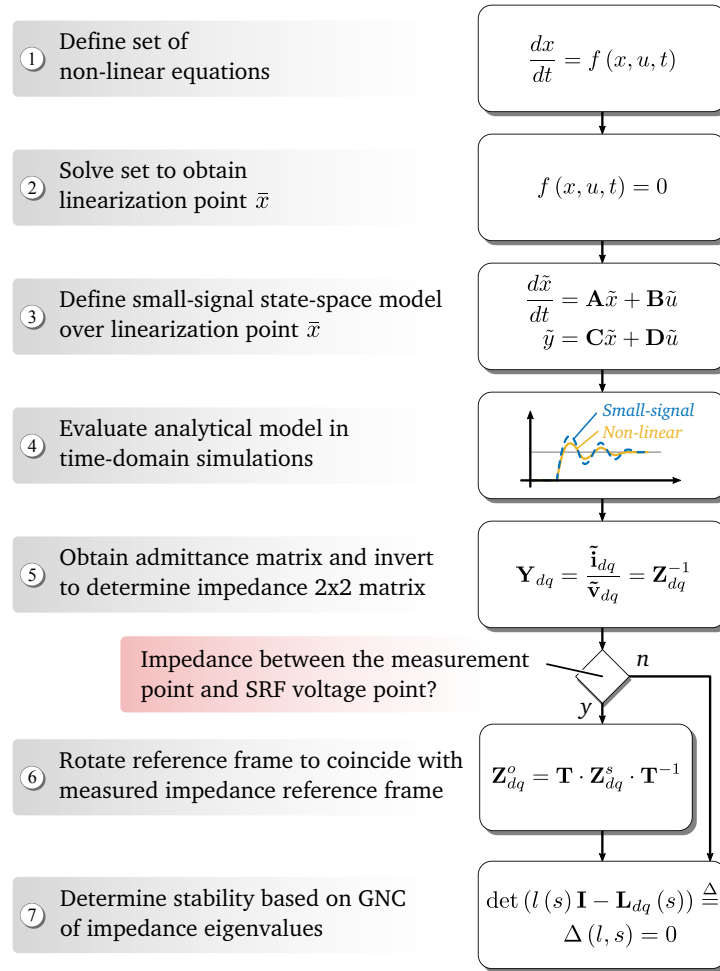 1 Define set of
non-linear equations
dx/dt = f (x, u, t)
2 Solve set to obtain
linearization point x̄
f (x, u, t) = 0
3 Define small-signal state-space model
over linearization point x̄
dx̃/dt = Ax̃ + Bũ
ỹ = Cx̃ + Dũ
4 Evaluate analytical model in
time-domain simulations
Small-signal
Non-linear
5 Obtain admittance matrix and invert
to determine impedance 2x2 matrix
Y_dq = ĩ_dq/ṽ_dq = Z_dq^-1
Impedance between the measurement
point and SRF voltage point?
n
y
6 Rotate reference frame to coincide with
measured impedance reference frame
Z_dq^o = T · Z_dq^s · T^-1
7 Determine stability based on GNC
of impedance eigenvalues
det (l (s) I − L_dq (s)) ≜
Δ (l, s) = 0